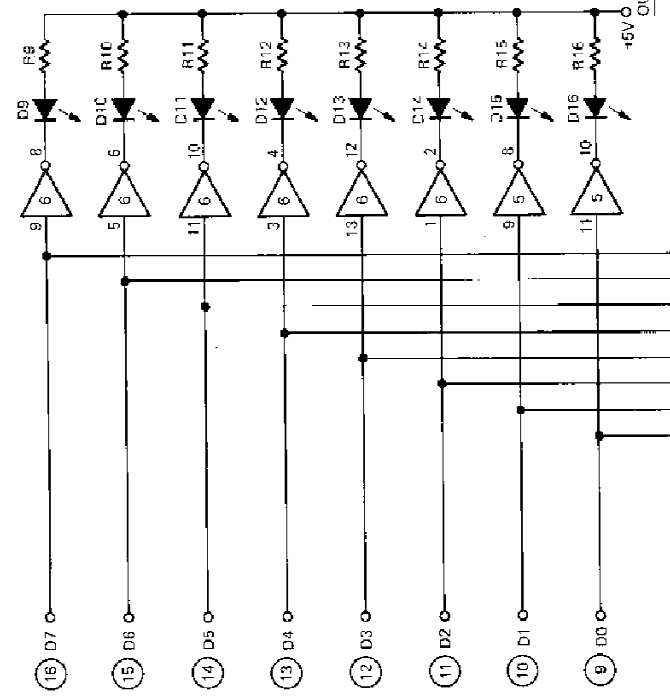 R9 R10 R11 R12 R13 R14 R15 R16
+5V
D9 D10 D11 D12 D13 D14 D15 D16
8 6 10 4 12 2 8 10
6 6 6 6 6 6 5 5
9 5 11 3 13 1 9 11
D7 D6 D5 D4 D3 D2 D1 D0
16 15 14 13 12 11 10 9